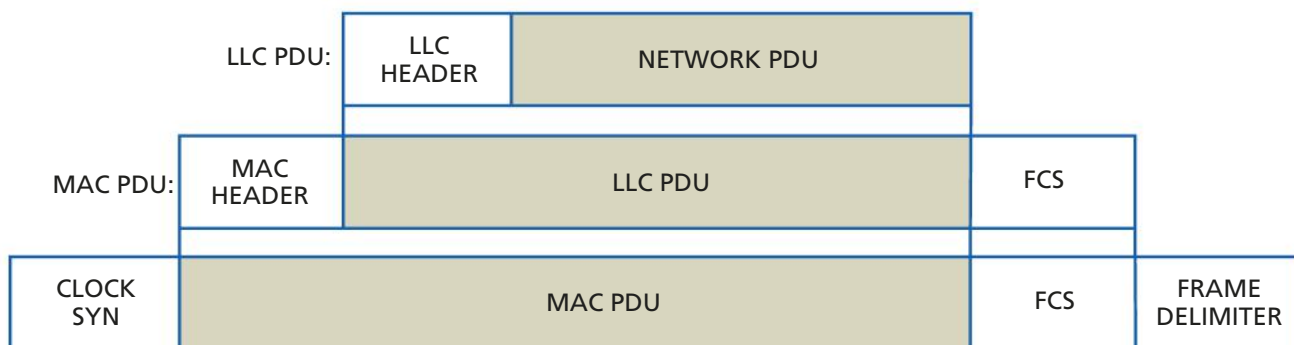 LLC PDU:
LLC
HEADER
NETWORK PDU
MAC PDU:
MAC
HEADER
LLC PDU
FCS
CLOCK
SYN
MAC PDU
FCS
FRAME
DELIMITER